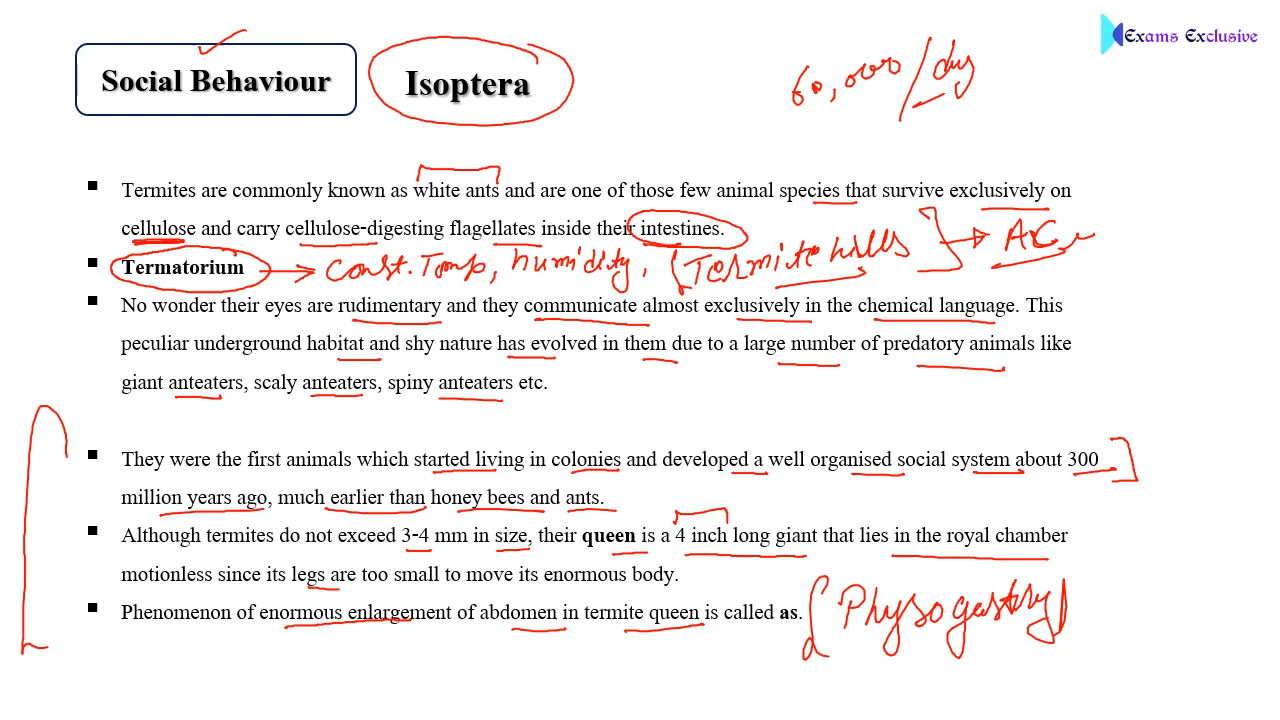 Exams Exclusive
Social Behaviour
Isoptera
60,000/day
Termites are commonly known as white ants and are one of those few animal species that survive exclusively on
cellulose and carry cellulose-digesting flagellates inside their intestines.
Termatorium
Const. Temp, humidity, (Termite hills
AC
No wonder their eyes are rudimentary and they communicate almost exclusively in the chemical language. This
peculiar underground habitat and shy nature has evolved in them due to a large number of predatory animals like
giant anteaters, scaly anteaters, spiny anteaters etc.
They were the first animals which started living in colonies and developed a well organised social system about 300
million years ago, much earlier than honey bees and ants.
Although termites do not exceed 3-4 mm in size, their queen is a 4 inch long giant that lies in the royal chamber
motionless since its legs are too small to move its enormous body.
Phenomenon of enormous enlargement of abdomen in termite queen is called as.
Physogastry